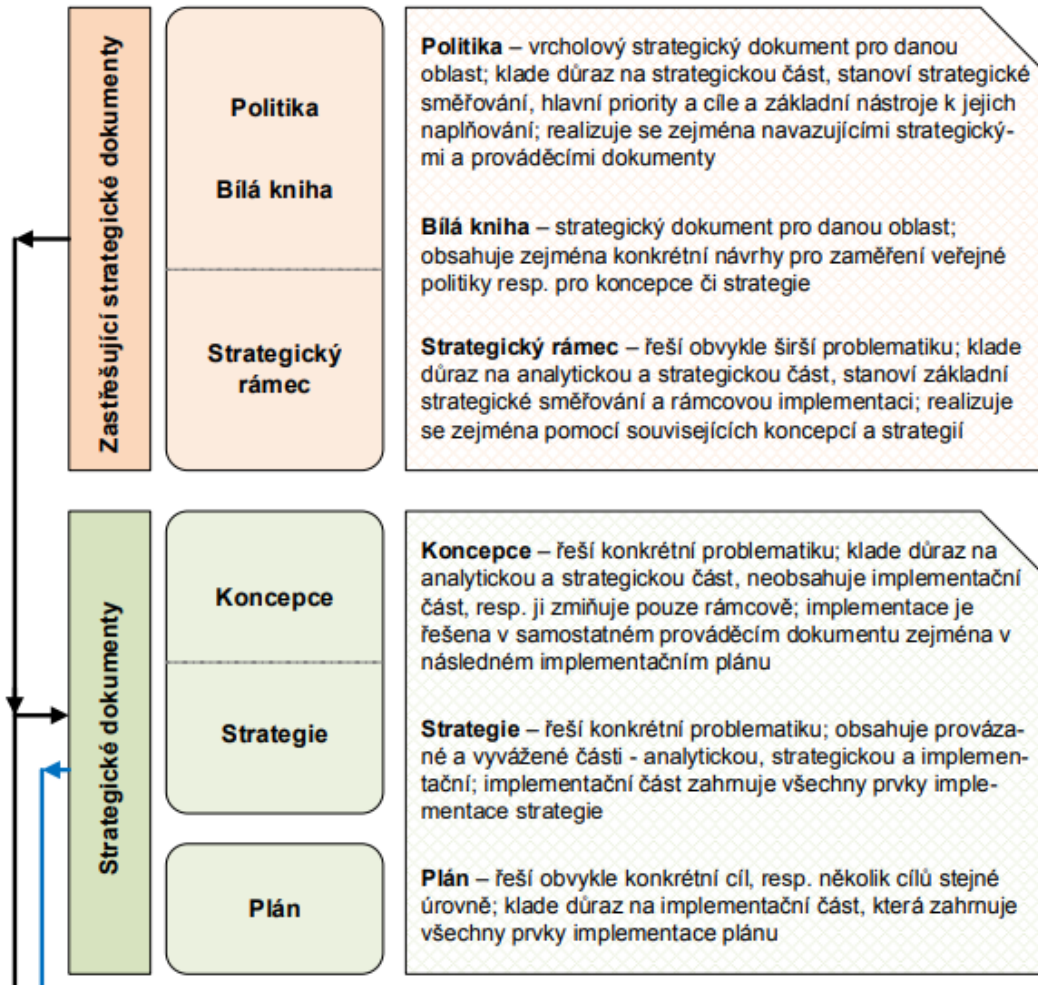 Zastřešující strategické dokumenty
Politika
Bílá kniha
Strategický
rámec
Politika – vrcholový strategický dokument pro danou
oblast; klade důraz na strategickou část, stanoví strategické
směřování, hlavní priority a cíle a základní nástroje k jejich
naplňování; realizuje se zejména navazujícími strategický-
mi a prováděcími dokumenty
Bílá kniha – strategický dokument pro danou oblast;
obsahuje zejména konkrétní návrhy pro zaměření veřejné
politiky resp. pro koncepce či strategie
Strategický rámec – řeší obvykle širší problematiku; klade
důraz na analytickou a strategickou část, stanoví základní
strategické směřování a rámcovou implementaci; realizuje
se zejména pomocí souvisejících koncepcí a strategií
Strategické dokumenty
Koncepce
Strategie
Plán
Koncepce – řeší konkrétní problematiku; klade důraz na
analytickou a strategickou část, neobsahuje implementační
část, resp. ji zmiňuje pouze rámcově; implementace je
řešena v samostatném prováděcím dokumentu zejména v
následném implementačním plánu
Strategie – řeší konkrétní problematiku; obsahuje prováza-
né a vyvážené části - analytickou, strategickou a implemen-
tační; implementační část zahrnuje všechny prvky imple-
mentace strategie
Plán – řeší obvykle konkrétní cíl, resp. několik cílů stejné
úrovně; klade důraz na implementační část, která zahrnuje
všechny prvky implementace plánu